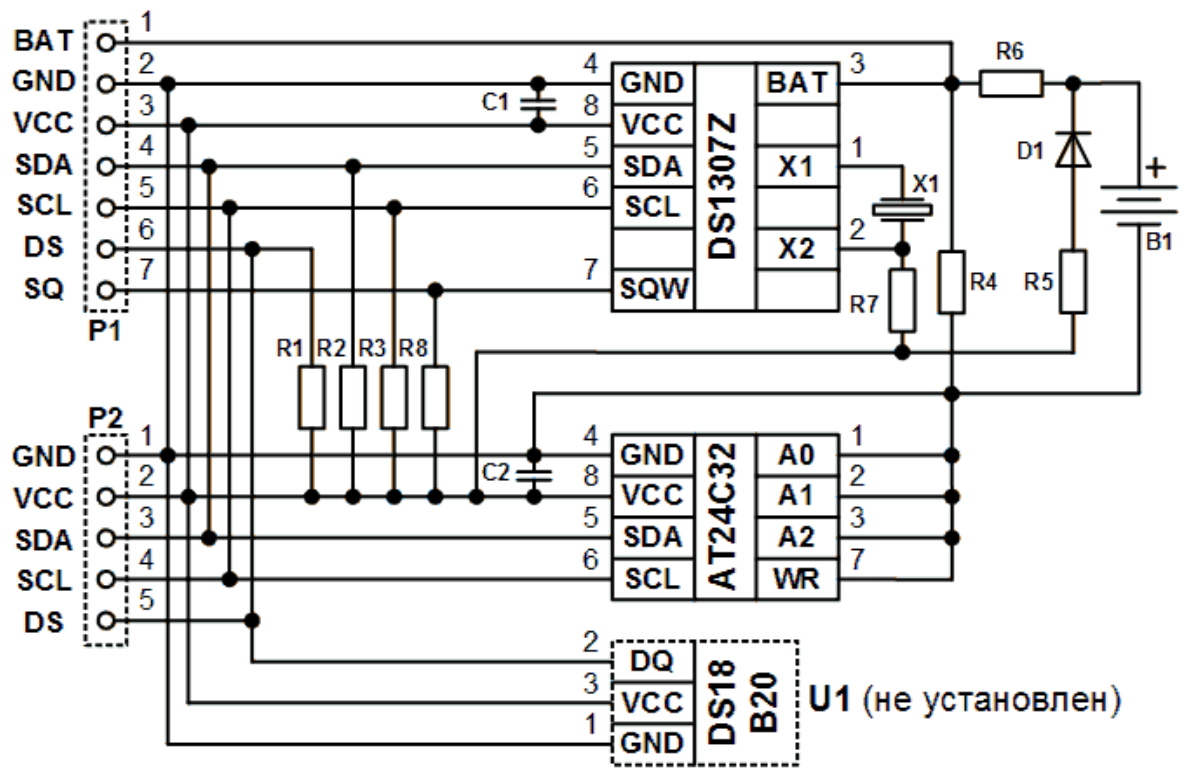 BAT 1
GND 2
VCC 3
SDA 4
SCL 5
DS 6
SQ 7
P1
C1
4 GND BAT 3
8 VCC
5 SDA X1 1
6 SCL
X2 2
7 SQW
DS1307Z
X1
R6
D1
B1
+
R7
R4
R5
R1 R2 R3 R8
P2
GND 1
VCC 2
SDA 3
SCL 4
DS 5
C2
4 GND A0 1
8 VCC A1 2
5 SDA A2 3
6 SCL WR 7
AT24C32
2 DQ
3 VCC
1 GND
DS18
B20
U1 (не установлен)